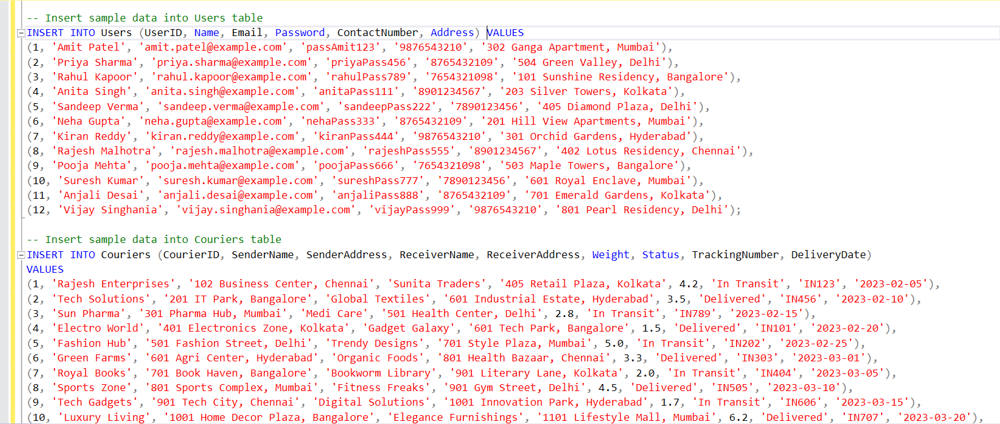 -- Insert sample data into Users table
INSERT INTO Users (UserID, Name, Email, Password, ContactNumber, Address) VALUES
(1, 'Amit Patel', 'amit.patel@example.com', 'passAmit123', '9876543210', '302 Ganga Apartment, Mumbai'),
(2, 'Priya Sharma', 'priya.sharma@example.com', 'priyaPass456', '8765432109', '504 Green Valley, Delhi'),
(3, 'Rahul Kapoor', 'rahul.kapoor@example.com', 'rahulPass789', '7654321098', '101 Sunshine Residency, Bangalore'),
(4, 'Anita Singh', 'anita.singh@example.com', 'anitaPass111', '8901234567', '203 Silver Towers, Kolkata'),
(5, 'Sandeep Verma', 'sandeep.verma@example.com', 'sandeepPass222', '7890123456', '405 Diamond Plaza, Delhi'),
(6, 'Neha Gupta', 'neha.gupta@example.com', 'nehaPass333', '8765432109', '201 Hill View Apartments, Mumbai'),
(7, 'Kiran Reddy', 'kiran.reddy@example.com', 'kiranPass444', '9876543210', '301 Orchid Gardens, Hyderabad'),
(8, 'Rajesh Malhotra', 'rajesh.malhotra@example.com', 'rajeshPass555', '8901234567', '402 Lotus Residency, Chennai'),
(9, 'Pooja Mehta', 'pooja.mehta@example.com', 'poojaPass666', '7654321098', '503 Maple Towers, Bangalore'),
(10, 'Suresh Kumar', 'suresh.kumar@example.com', 'sureshPass777', '7890123456', '601 Royal Enclave, Mumbai'),
(11, 'Anjali Desai', 'anjali.desai@example.com', 'anjaliPass888', '8765432109', '701 Emerald Gardens, Kolkata'),
(12, 'Vijay Singhania', 'vijay.singhania@example.com', 'vijayPass999', '9876543210', '801 Pearl Residency, Delhi');
-- Insert sample data into Couriers table
INSERT INTO Couriers (CourierID, SenderName, SenderAddress, ReceiverName, ReceiverAddress, Weight, Status, TrackingNumber, DeliveryDate)
VALUES
(1, 'Rajesh Enterprises', '102 Business Center, Chennai', 'Sunita Traders', '405 Retail Plaza, Kolkata', 4.2, 'In Transit', 'IN123', '2023-02-05'),
(2, 'Tech Solutions', '201 IT Park, Bangalore', 'Global Textiles', '601 Industrial Estate, Hyderabad', 3.5, 'Delivered', 'IN456', '2023-02-10'),
(3, 'Sun Pharma', '301 Pharma Hub, Mumbai', 'Medi Care', '501 Health Center, Delhi', 2.8, 'In Transit', 'IN789', '2023-02-15'),
(4, 'Electro World', '401 Electronics Zone, Kolkata', 'Gadget Galaxy', '601 Tech Park, Bangalore', 1.5, 'Delivered', 'IN101', '2023-02-20'),
(5, 'Fashion Hub', '501 Fashion Street, Delhi', 'Trendy Designs', '701 Style Plaza, Mumbai', 5.0, 'In Transit', 'IN202', '2023-02-25'),
(6, 'Green Farms', '601 Agri Center, Hyderabad', 'Organic Foods', '801 Health Bazaar, Chennai', 3.3, 'Delivered', 'IN303', '2023-03-01'),
(7, 'Royal Books', '701 Book Haven, Bangalore', 'Bookworm Library', '901 Literary Lane, Kolkata', 2.0, 'In Transit', 'IN404', '2023-03-05'),
(8, 'Sports Zone', '801 Sports Complex, Mumbai', 'Fitness Freaks', '901 Gym Street, Delhi', 4.5, 'Delivered', 'IN505', '2023-03-10'),
(9, 'Tech Gadgets', '901 Tech City, Chennai', 'Digital Solutions', '1001 Innovation Park, Hyderabad', 1.7, 'In Transit', 'IN606', '2023-03-15'),
(10, 'Luxury Living', '1001 Home Decor Plaza, Bangalore', 'Elegance Furnishings', '1101 Lifestyle Mall, Mumbai', 6.2, 'Delivered', 'IN707', '2023-03-20'),